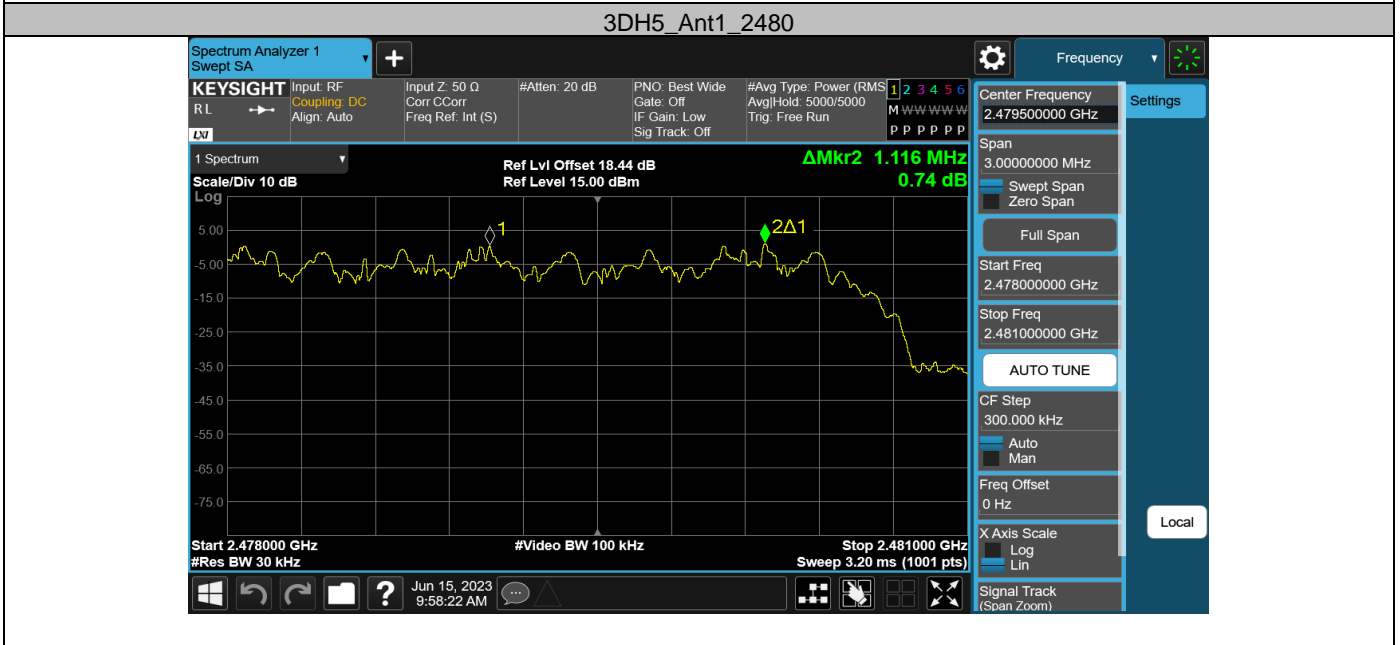 3DH5_Ant1_2480
Spectrum Analyzer 1
Swept SA
Frequency
KEYSIGHT
RL
LXI
Input: RF
Coupling: DC
Align: Auto
Input Z: 50 Ω
Corr CCorr
Freq Ref: Int (S)
#Atten: 20 dB
PNO: Best Wide
Gate: Off
IF Gain: Low
Sig Track: Off
#Avg Type: Power (RMS
Avg|Hold: 5000/5000
Trig: Free Run
1 2 3 4 5 6
M W W W W W
P P P P P P
1 Spectrum
Scale/Div 10 dB
Log
Ref Lvl Offset 18.44 dB
Ref Level 15.00 dBm
ΔMkr2 1.116 MHz
0.74 dB
5.00
-5.00
-15.0
-25.0
-35.0
-45.0
-55.0
-65.0
-75.0
1
2Δ1
Start 2.478000 GHz
#Res BW 30 kHz
#Video BW 100 kHz
Stop 2.481000 GHz
Sweep 3.20 ms (1001 pts)
Center Frequency
2.479500000 GHz
Span
3.00000000 MHz
Swept Span
Zero Span
Full Span
Start Freq
2.478000000 GHz
Stop Freq
2.481000000 GHz
AUTO TUNE
CF Step
300.000 kHz
Auto
Man
Freq Offset
0 Hz
X Axis Scale
Log
Lin
Signal Track
(Span Zoom)
Settings
Local
?
Jun 15, 2023
9:58:22 AM